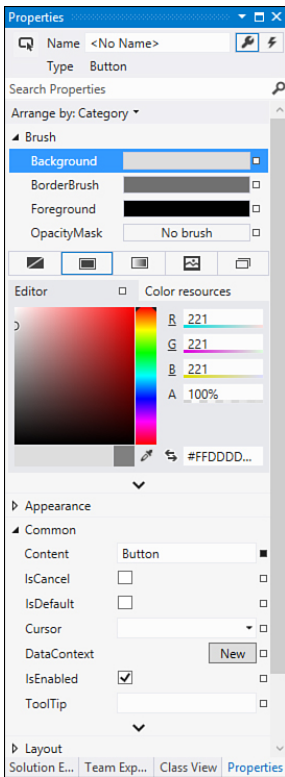 Properties
Name <No Name>
Type Button
Search Properties
Arrange by: Category
Brush
Background
BorderBrush
Foreground
OpacityMask No brush
Editor Color resources
R 221
G 221
B 221
A 100%
#FFDDDD...
Appearance
Common
Content Button
IsCancel
IsDefault
Cursor
DataContext New
IsEnabled
ToolTip
Layout
Solution E... Team Exp... Class View Properties